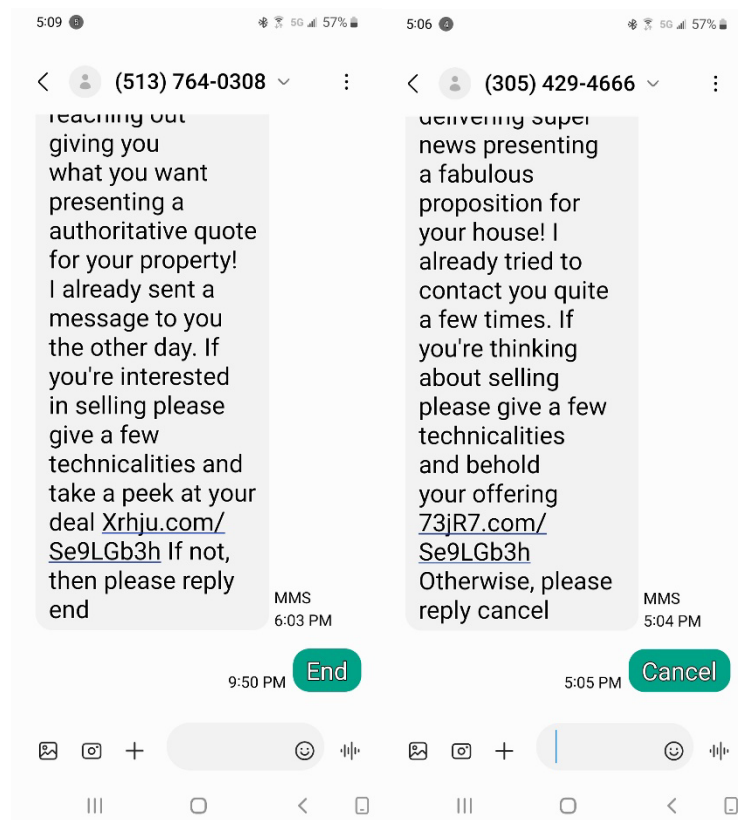 5:09 5G 57%
(513) 764-0308
reaching out
giving you
what you want
presenting a
authoritative quote
for your property!
I already sent a
message to you
the other day. If
you're interested
in selling please
give a few
technicalities and
take a peek at your
deal Xrhju.com/
Se9LGb3h If not,
then please reply
end
MMS
6:03 PM
9:50 PM End
5:06 5G 57%
(305) 429-4666
delivering super
news presenting
a fabulous
proposition for
your house! I
already tried to
contact you quite
a few times. If
you're thinking
about selling
please give a few
technicalities
and behold
your offering
73jR7.com/
Se9LGb3h
Otherwise, please
reply cancel
MMS
5:04 PM
5:05 PM Cancel